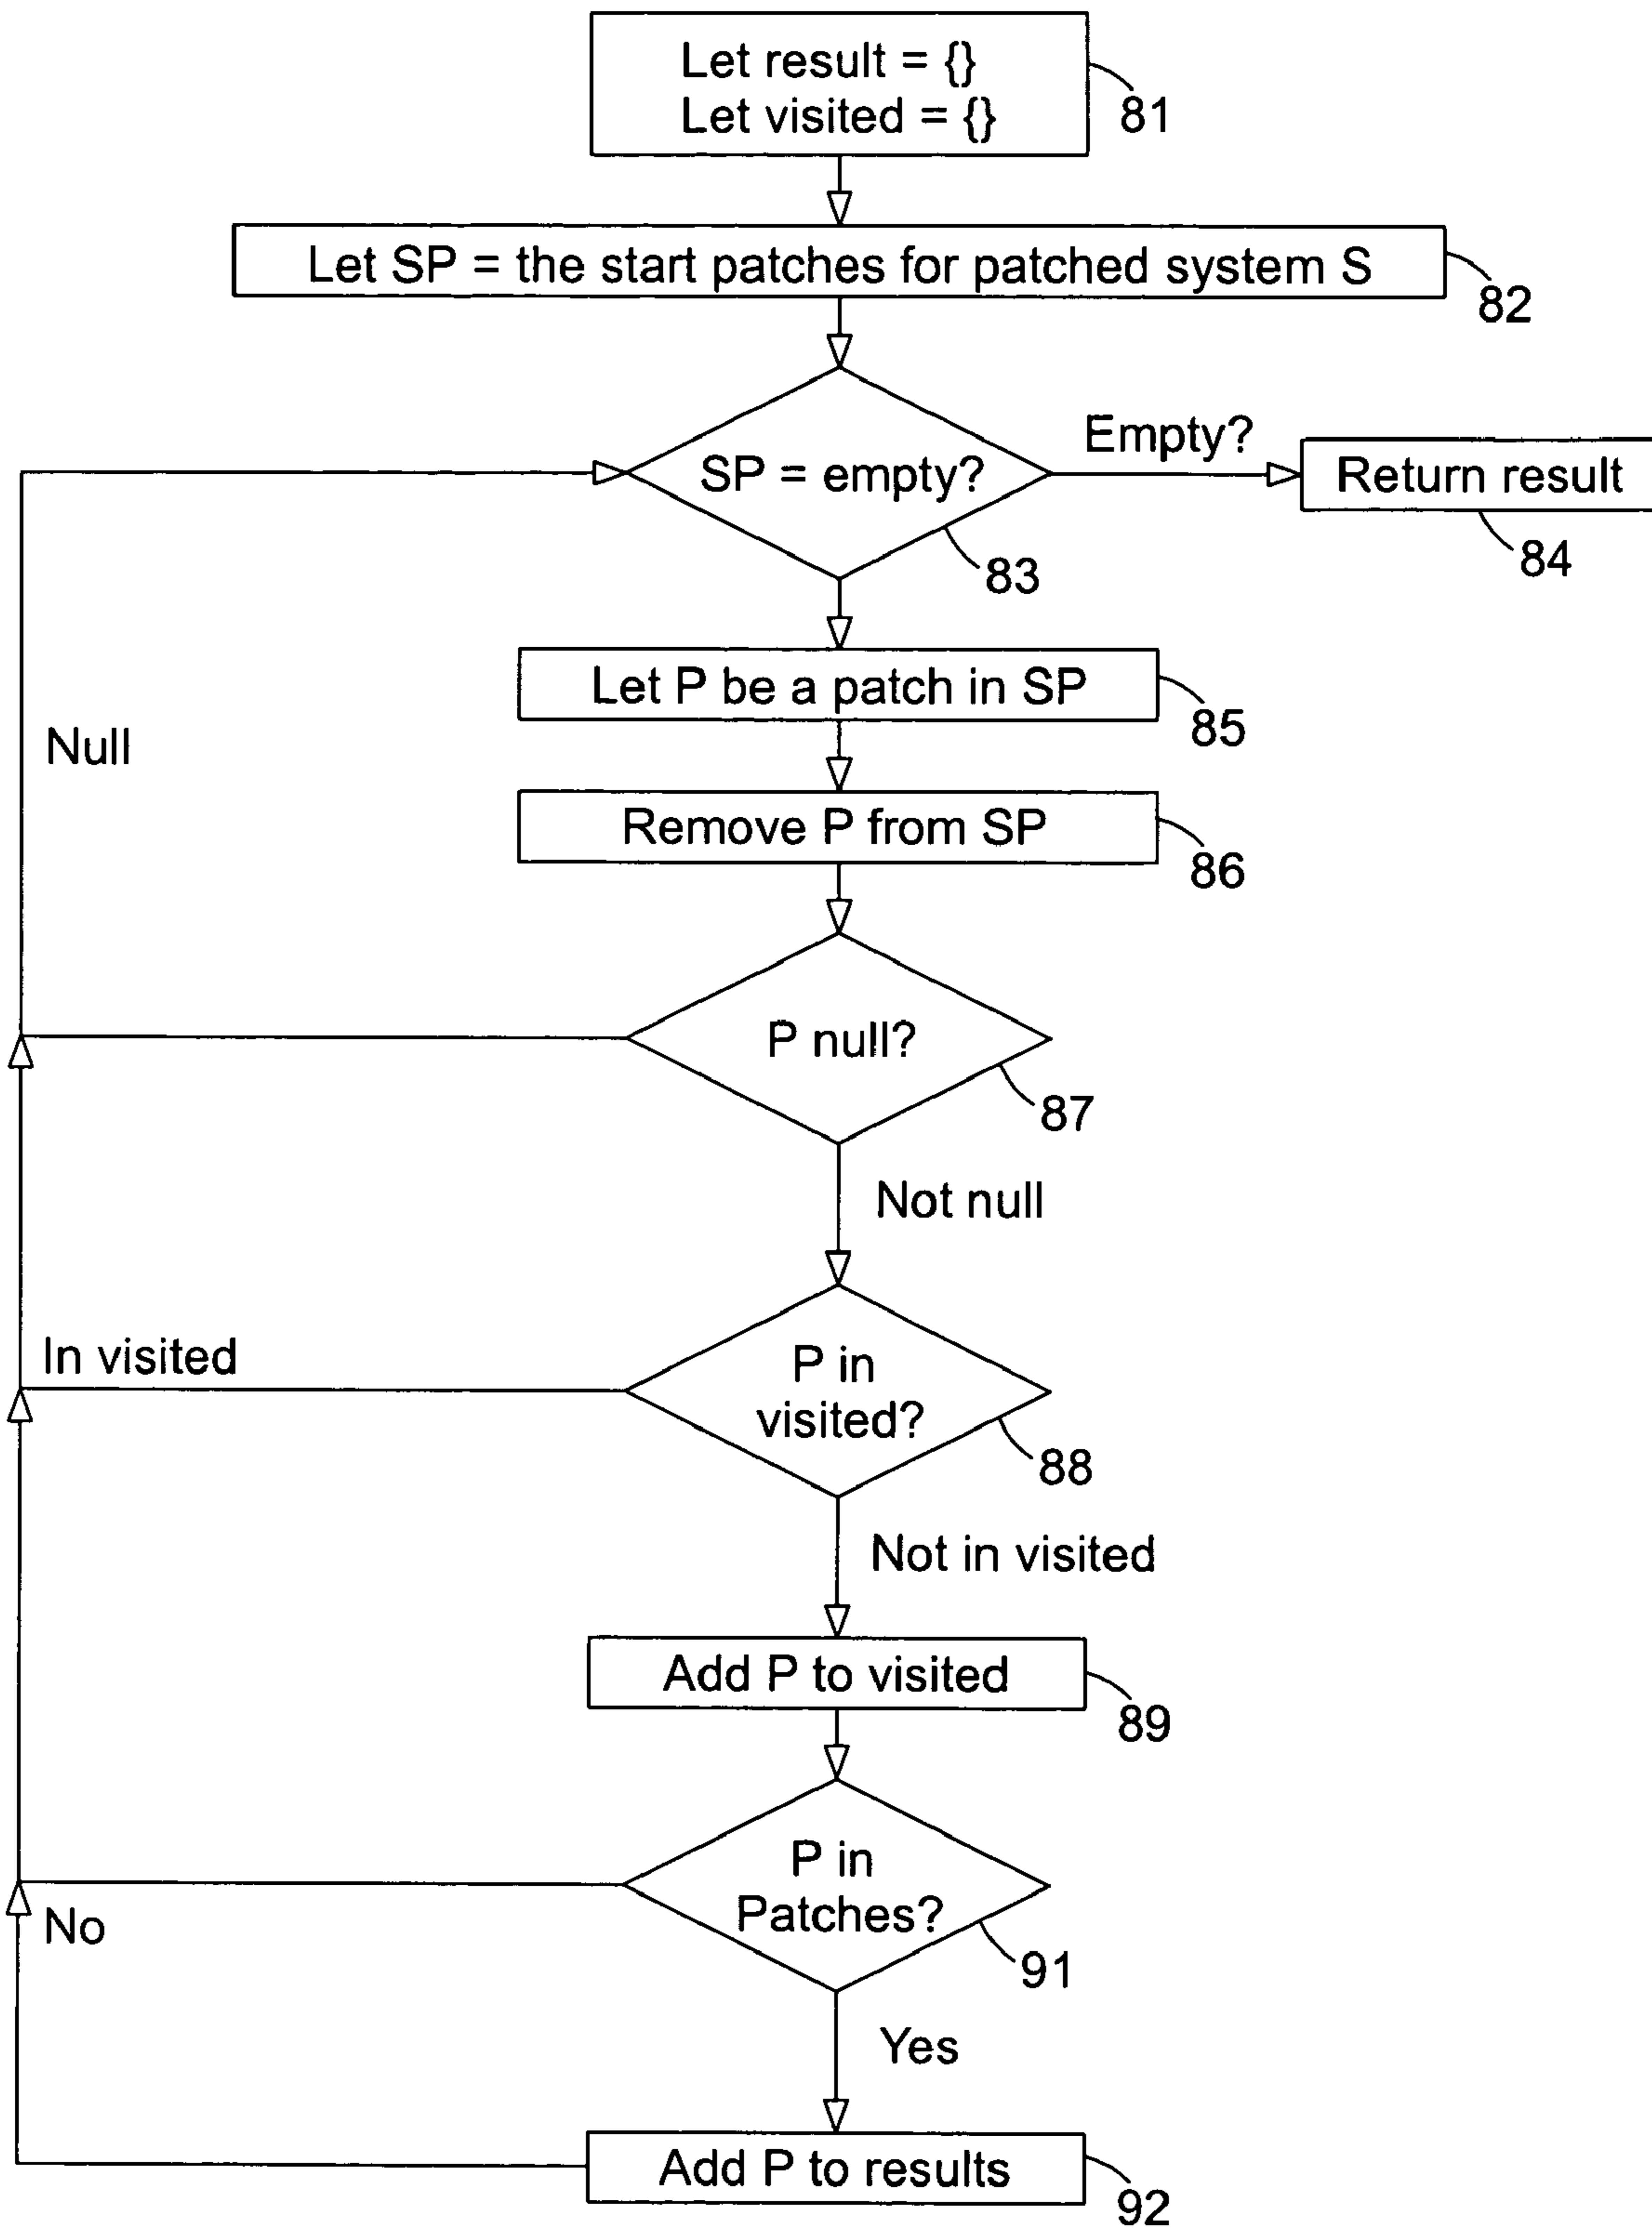 Let result = {}
Let visited = {}
81
Let SP = the start patches for patched system S
82
Empty?
SP = empty?
Return result
83
84
Let P be a patch in SP
85
Null
Remove P from SP
86
P null?
87
Not null
In visited
P in
visited?
88
Not in visited
Add P to visited
89
P in
Patches?
No
91
Yes
Add P to results
92